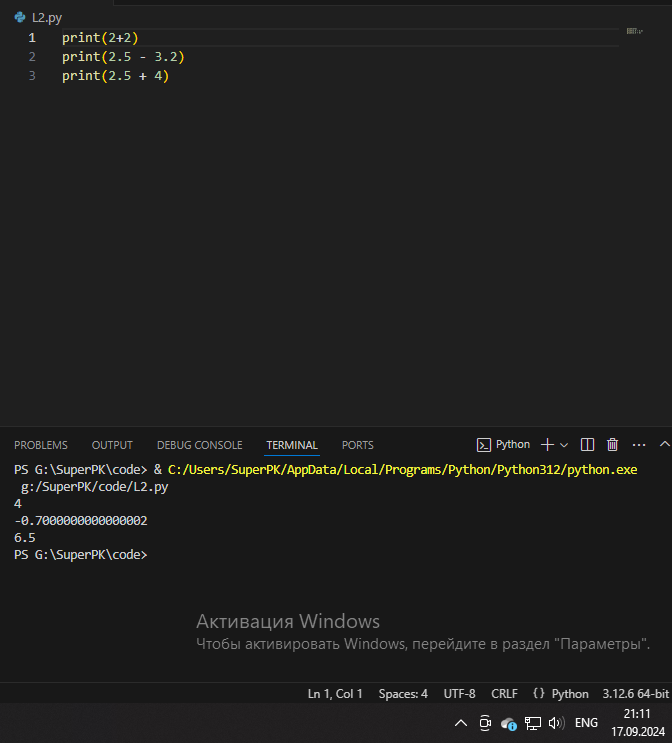 L2.py
1 print(2+2)
2 print(2.5 - 3.2)
3 print(2.5 + 4)
PROBLEMS OUTPUT DEBUG CONSOLE TERMINAL PORTS Python
PS G:\SuperPK\code> & C:/Users/SuperPK/AppData/Local/Programs/Python/Python312/python.exe
g:/SuperPK/code/L2.py
4
-0.7000000000000002
6.5
PS G:\SuperPK\code>
Активация Windows
Чтобы активировать Windows, перейдите в раздел "Параметры".
Ln 1, Col 1 Spaces: 4 UTF-8 CRLF {} Python 3.12.6 64-bit
ENG 21:11
17.09.2024